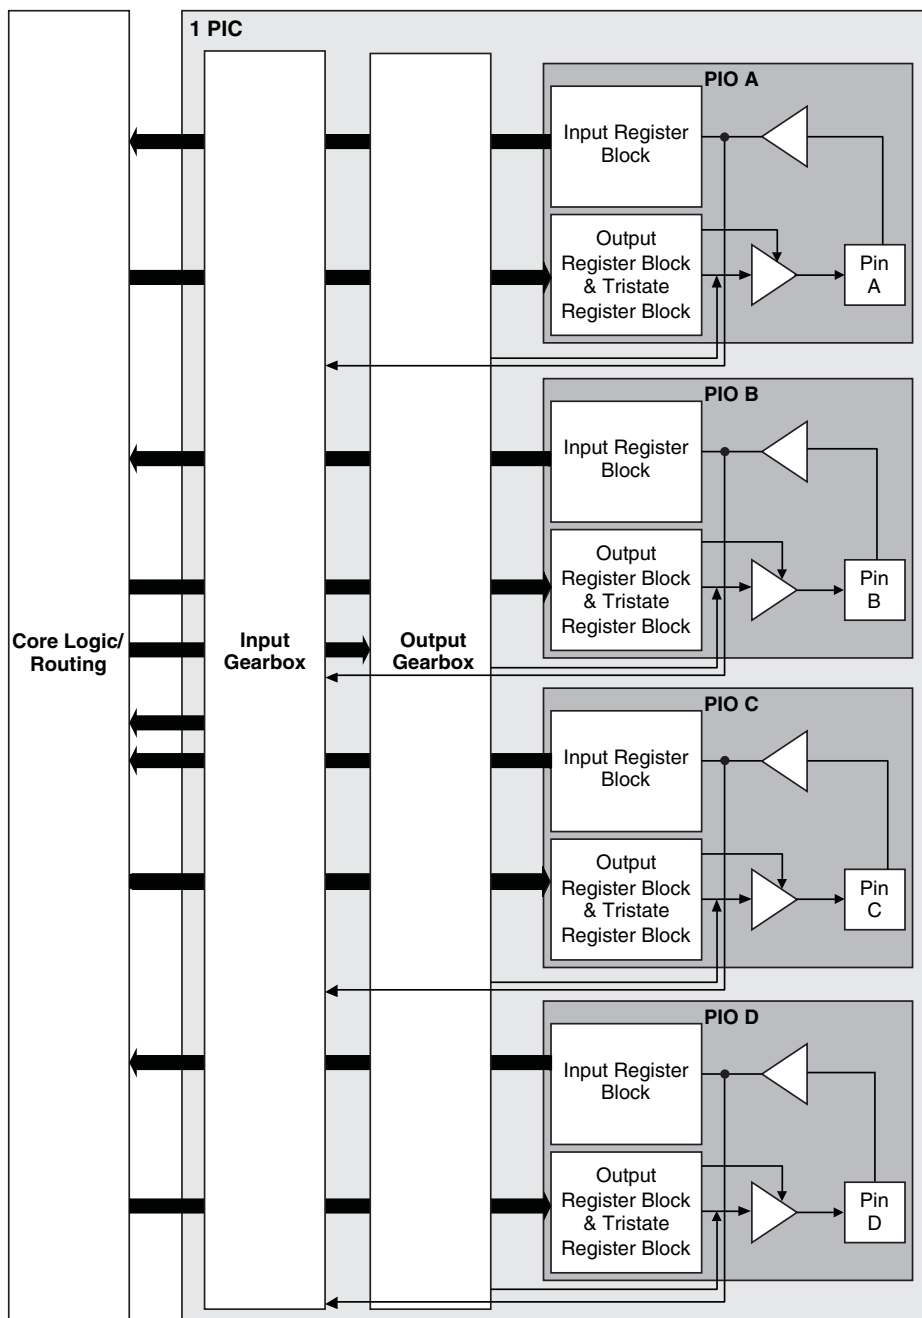 1 PIC
PIO A
Input Register
Block
Output
Register Block
& Tristate
Register Block
Pin
A
PIO B
Input Register
Block
Output
Register Block
& Tristate
Register Block
Pin
B
Core Logic/
Routing
Input
Gearbox
Output
Gearbox
PIO C
Input Register
Block
Output
Register Block
& Tristate
Register Block
Pin
C
PIO D
Input Register
Block
Output
Register Block
& Tristate
Register Block
Pin
D